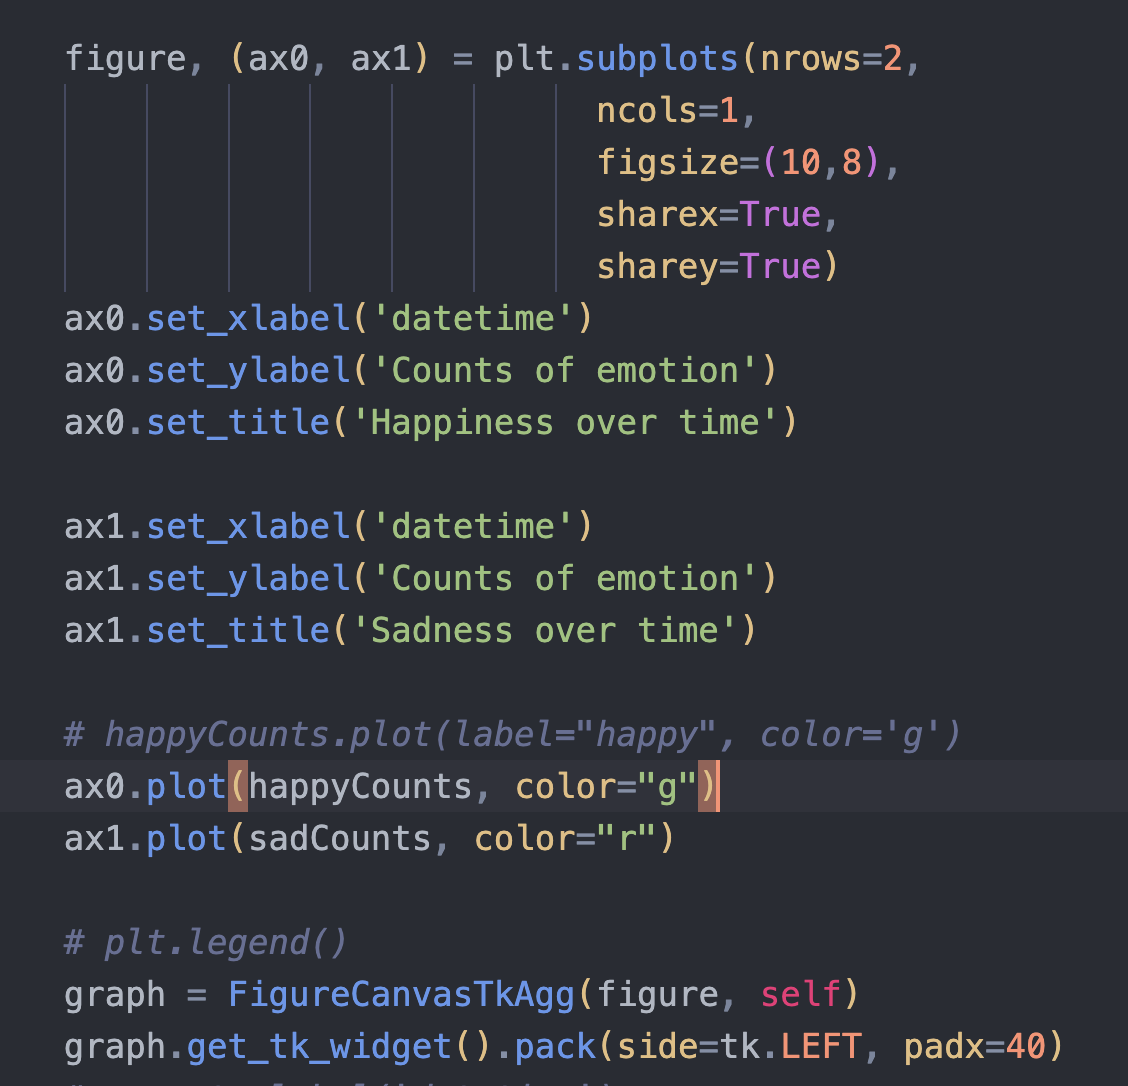 figure, (ax0, ax1) = plt.subplots(nrows=2,
ncols=1,
figsize=(10,8),
sharex=True,
sharey=True)
ax0.set_xlabel('datetime')
ax0.set_ylabel('Counts of emotion')
ax0.set_title('Happiness over time')
ax1.set_xlabel('datetime')
ax1.set_ylabel('Counts of emotion')
ax1.set_title('Sadness over time')
# happyCounts.plot(label="happy", color='g')
ax0.plot(happyCounts, color="g")
ax1.plot(sadCounts, color="r")
# plt.legend()
graph = FigureCanvasTkAgg(figure, self)
graph.get_tk_widget().pack(side=tk.LEFT, padx=40)